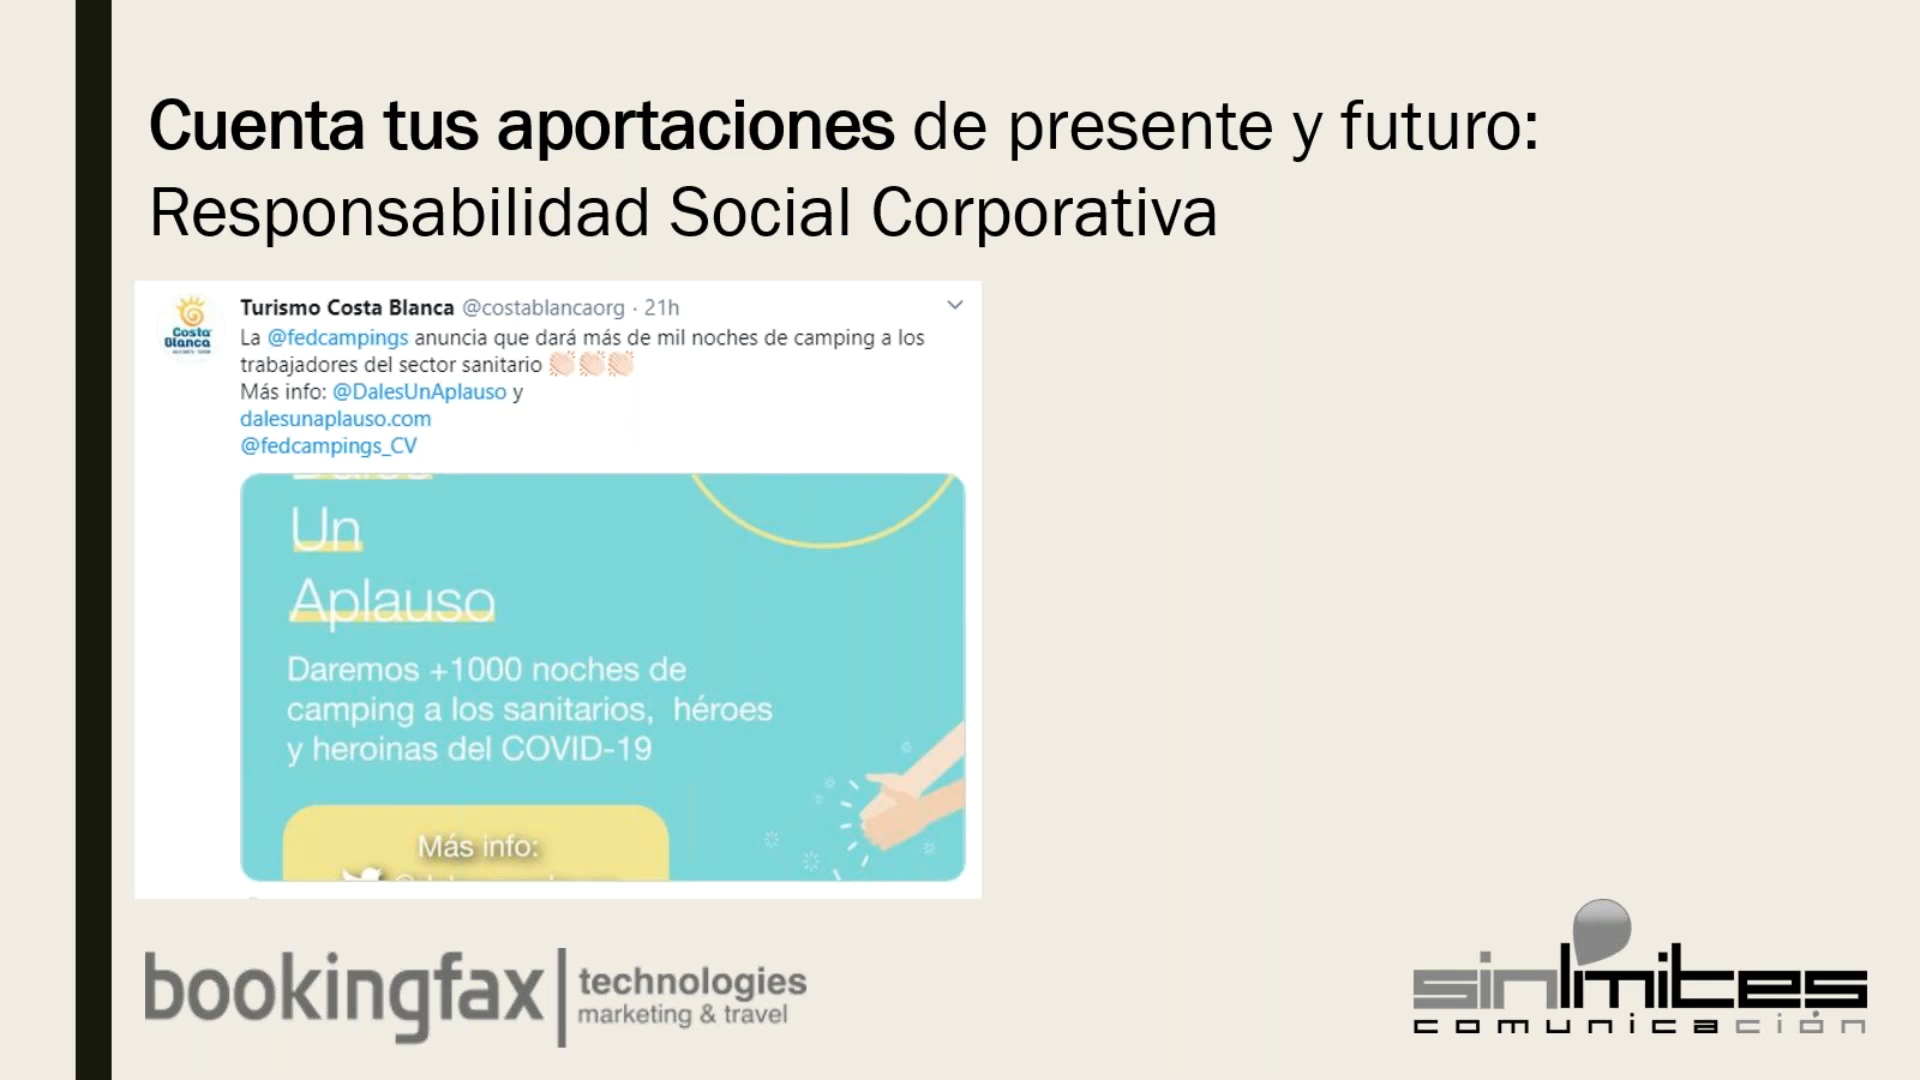 Cuenta tus aportaciones de presente y futuro:
Responsabilidad Social Corporativa
Turismo Costa Blanca @costablancaorg · 21h
Costa
Blanca
La @fedcampings anuncia que dará más de mil noches de camping a los
trabajadores del sector sanitario 👏🏻👏🏻👏🏻
Más info: @DalesUnAplauso y
dalesunaplauso.com
@fedcampings_CV
Un
Aplauso
Daremos +1000 noches de
camping a los sanitarios, héroes
y heroinas del COVID-19
Más info:
bookingfax
technologies
marketing & travel
sinlimites
comunicación